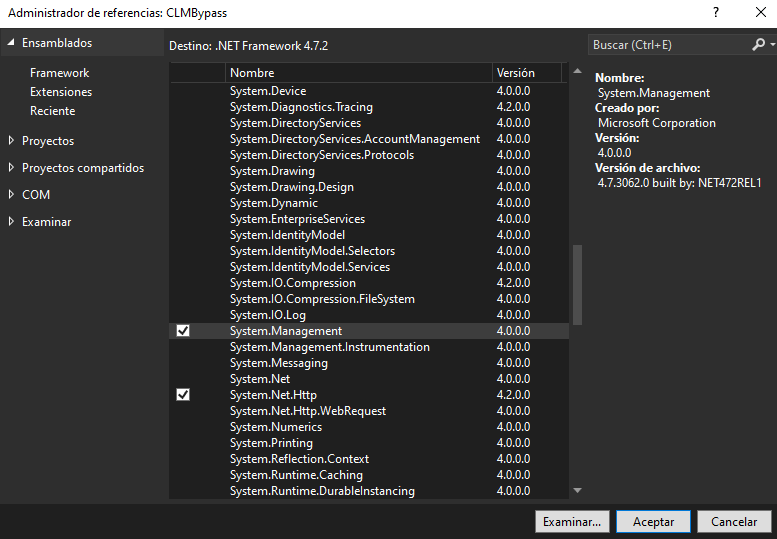 Administrador de referencias: CLMBypass
?
Ensamblados
Framework
Extensiones
Reciente
Proyectos
Proyectos compartidos
COM
Examinar
Destino: .NET Framework 4.7.2
Nombre Versión
System.Device 4.0.0.0
System.Diagnostics.Tracing 4.2.0.0
System.DirectoryServices 4.0.0.0
System.DirectoryServices.AccountManagement 4.0.0.0
System.DirectoryServices.Protocols 4.0.0.0
System.Drawing 4.0.0.0
System.Drawing.Design 4.0.0.0
System.Dynamic 4.0.0.0
System.EnterpriseServices 4.0.0.0
System.IdentityModel 4.0.0.0
System.IdentityModel.Selectors 4.0.0.0
System.IdentityModel.Services 4.0.0.0
System.IO.Compression 4.2.0.0
System.IO.Compression.FileSystem 4.0.0.0
System.IO.Log 4.0.0.0
System.Management 4.0.0.0
System.Management.Instrumentation 4.0.0.0
System.Messaging 4.0.0.0
System.Net 4.0.0.0
System.Net.Http 4.2.0.0
System.Net.Http.WebRequest 4.0.0.0
System.Numerics 4.0.0.0
System.Printing 4.0.0.0
System.Reflection.Context 4.0.0.0
System.Runtime.Caching 4.0.0.0
System.Runtime.DurableInstancing 4.0.0.0
Buscar (Ctrl+E)
Nombre:
System.Management
Creado por:
Microsoft Corporation
Versión:
4.0.0.0
Versión de archivo:
4.7.3062.0 built by: NET472REL1
Examinar... Aceptar Cancelar